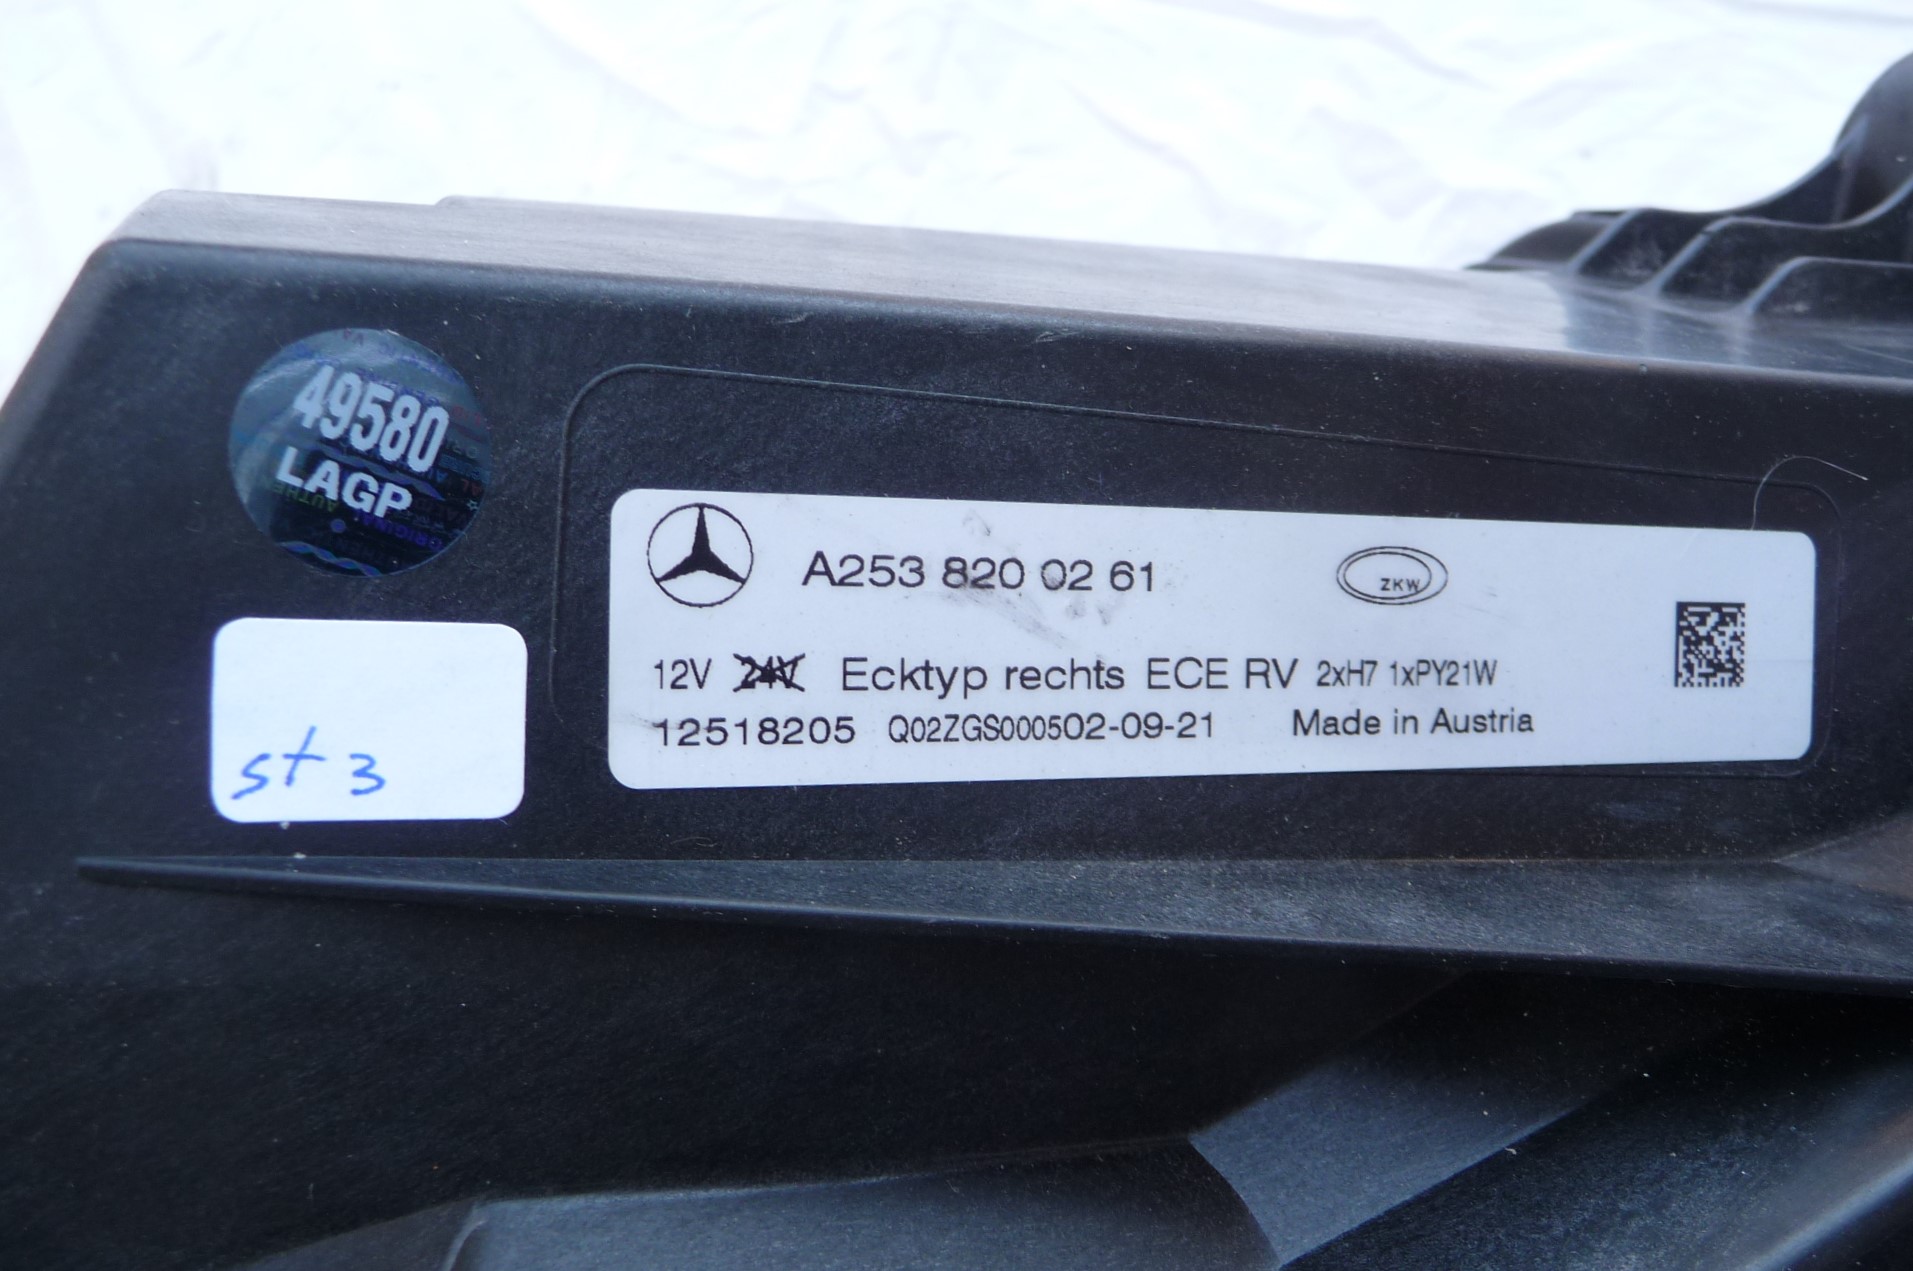 49580
LAGP
A253 820 02 61
ZKW
12V 24V Ecktyp rechts ECE RV 2xH7 1xPY21W
12518205 Q02ZGS000502-09-21 Made in Austria
st 3